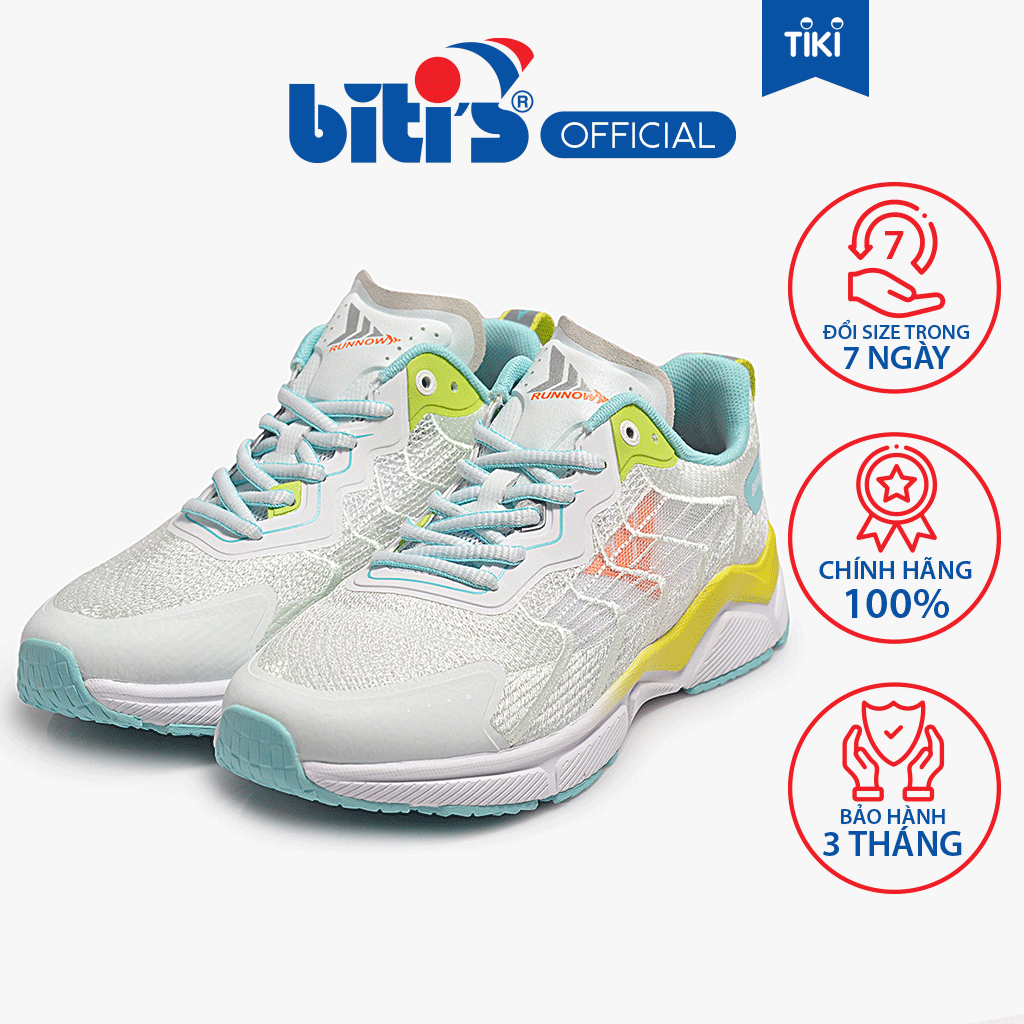 TIKI
biti's®
OFFICIAL
7
ĐỔI SIZE TRONG
7 NGÀY
RUNNOW
RUNNOW
CHÍNH HÃNG
100%
BẢO HÀNH
3 THÁNG